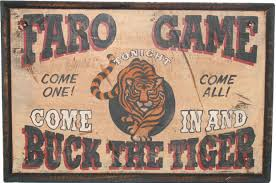 FARO GAME
TONIGHT
COME ONE!
COME ALL!
COME IN AND
BUCK THE TIGER